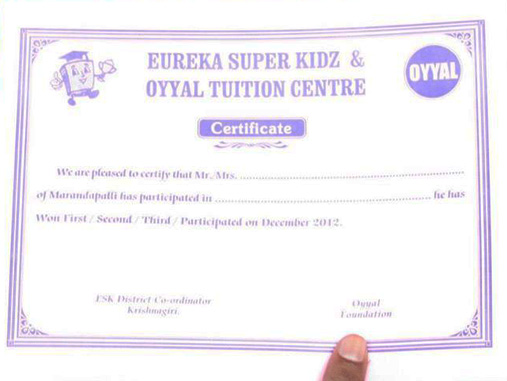 EUREKA SUPER KIDZ &
OYYAL TUITION CENTRE
OYYAL
Certificate
We are pleased to certify that Mr./Mrs. ................................................................
of Marandapalli has participated in ............................................................ he has
Won First / Second / Third / Participated on December 2012.
ESK District Co-ordinator
Krishnagiri.
Oyyal
Foundation